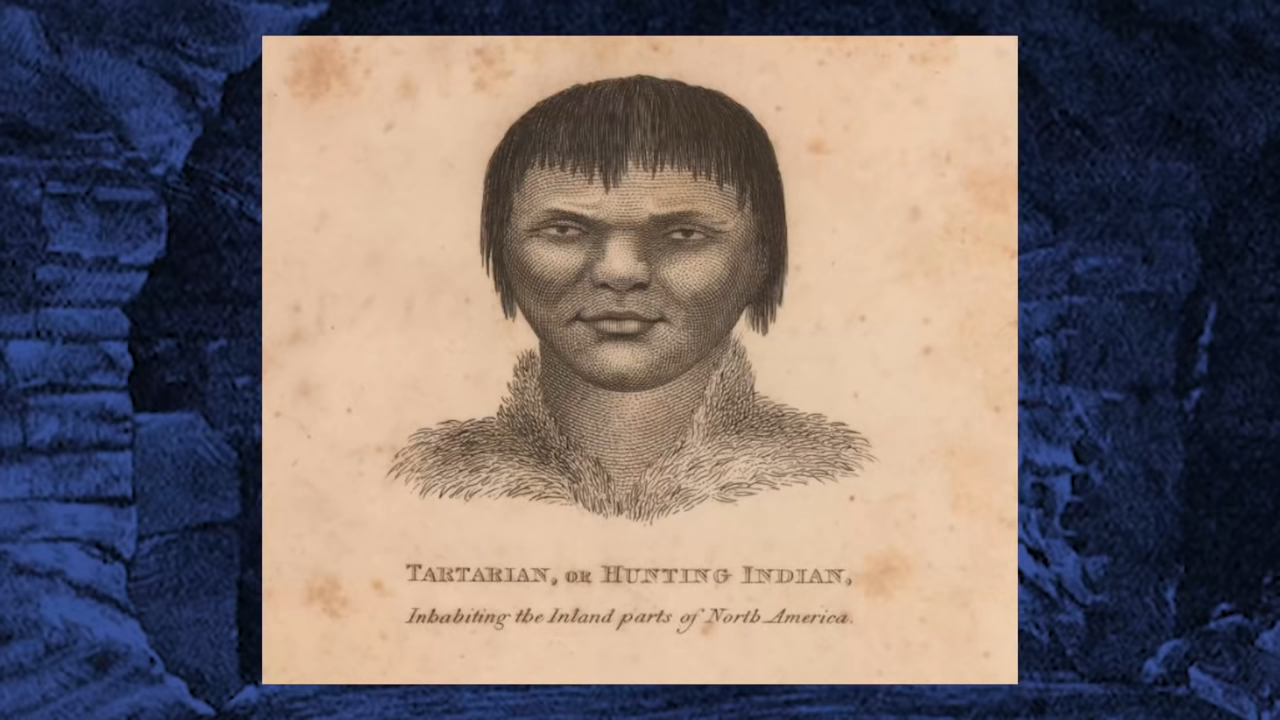 TARTARIAN, OR HUNTING INDIAN,
Inhabiting the Inland parts of North America.